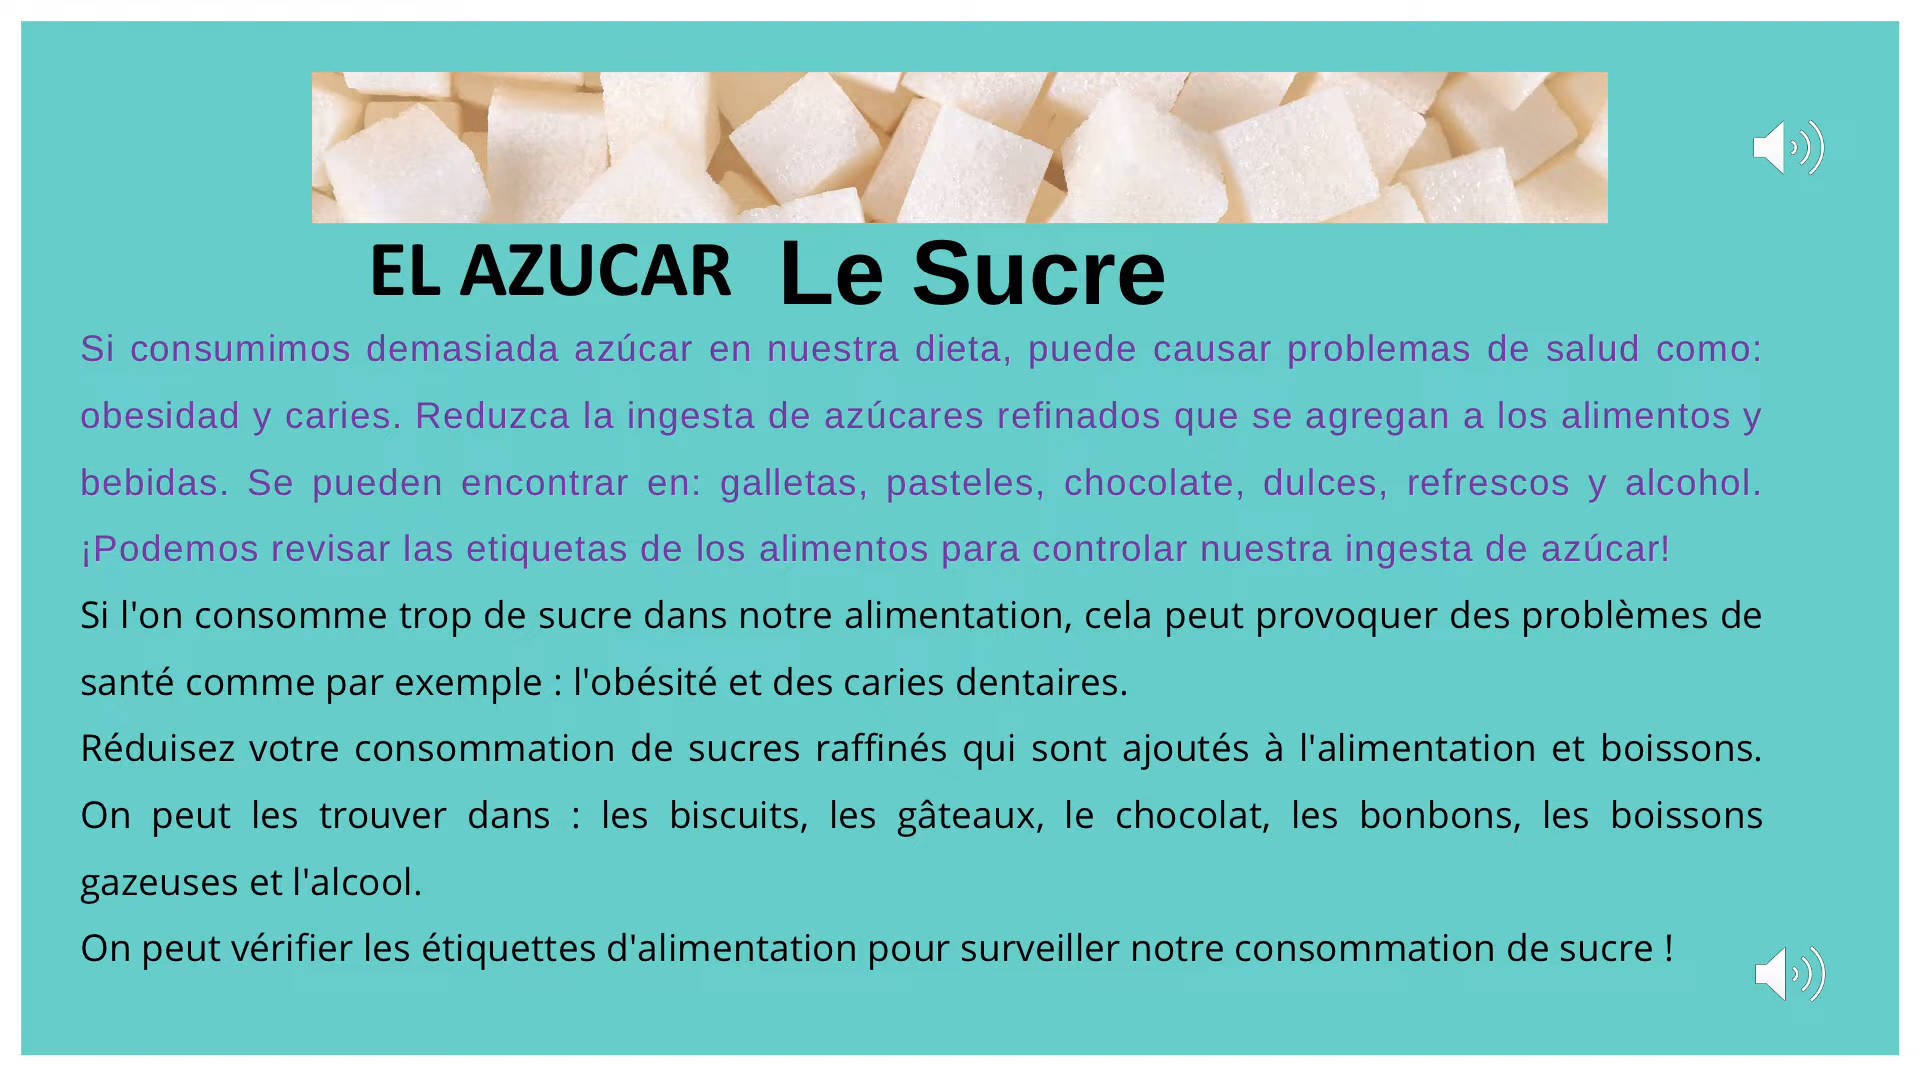 EL AZUCAR Le Sucre
Si consumimos demasiada azúcar en nuestra dieta, puede causar problemas de salud como:
obesidad y caries. Reduzca la ingesta de azúcares refinados que se agregan a los alimentos y
bebidas. Se pueden encontrar en: galletas, pasteles, chocolate, dulces, refrescos y alcohol.
¡Podemos revisar las etiquetas de los alimentos para controlar nuestra ingesta de azúcar!
Si l'on consomme trop de sucre dans notre alimentation, cela peut provoquer des problèmes de
santé comme par exemple : l'obésité et des caries dentaires.
Réduisez votre consommation de sucres raffinés qui sont ajoutés à l'alimentation et boissons.
On peut les trouver dans : les biscuits, les gâteaux, le chocolat, les bonbons, les boissons
gazeuses et l'alcool.
On peut vérifier les étiquettes d'alimentation pour surveiller notre consommation de sucre !